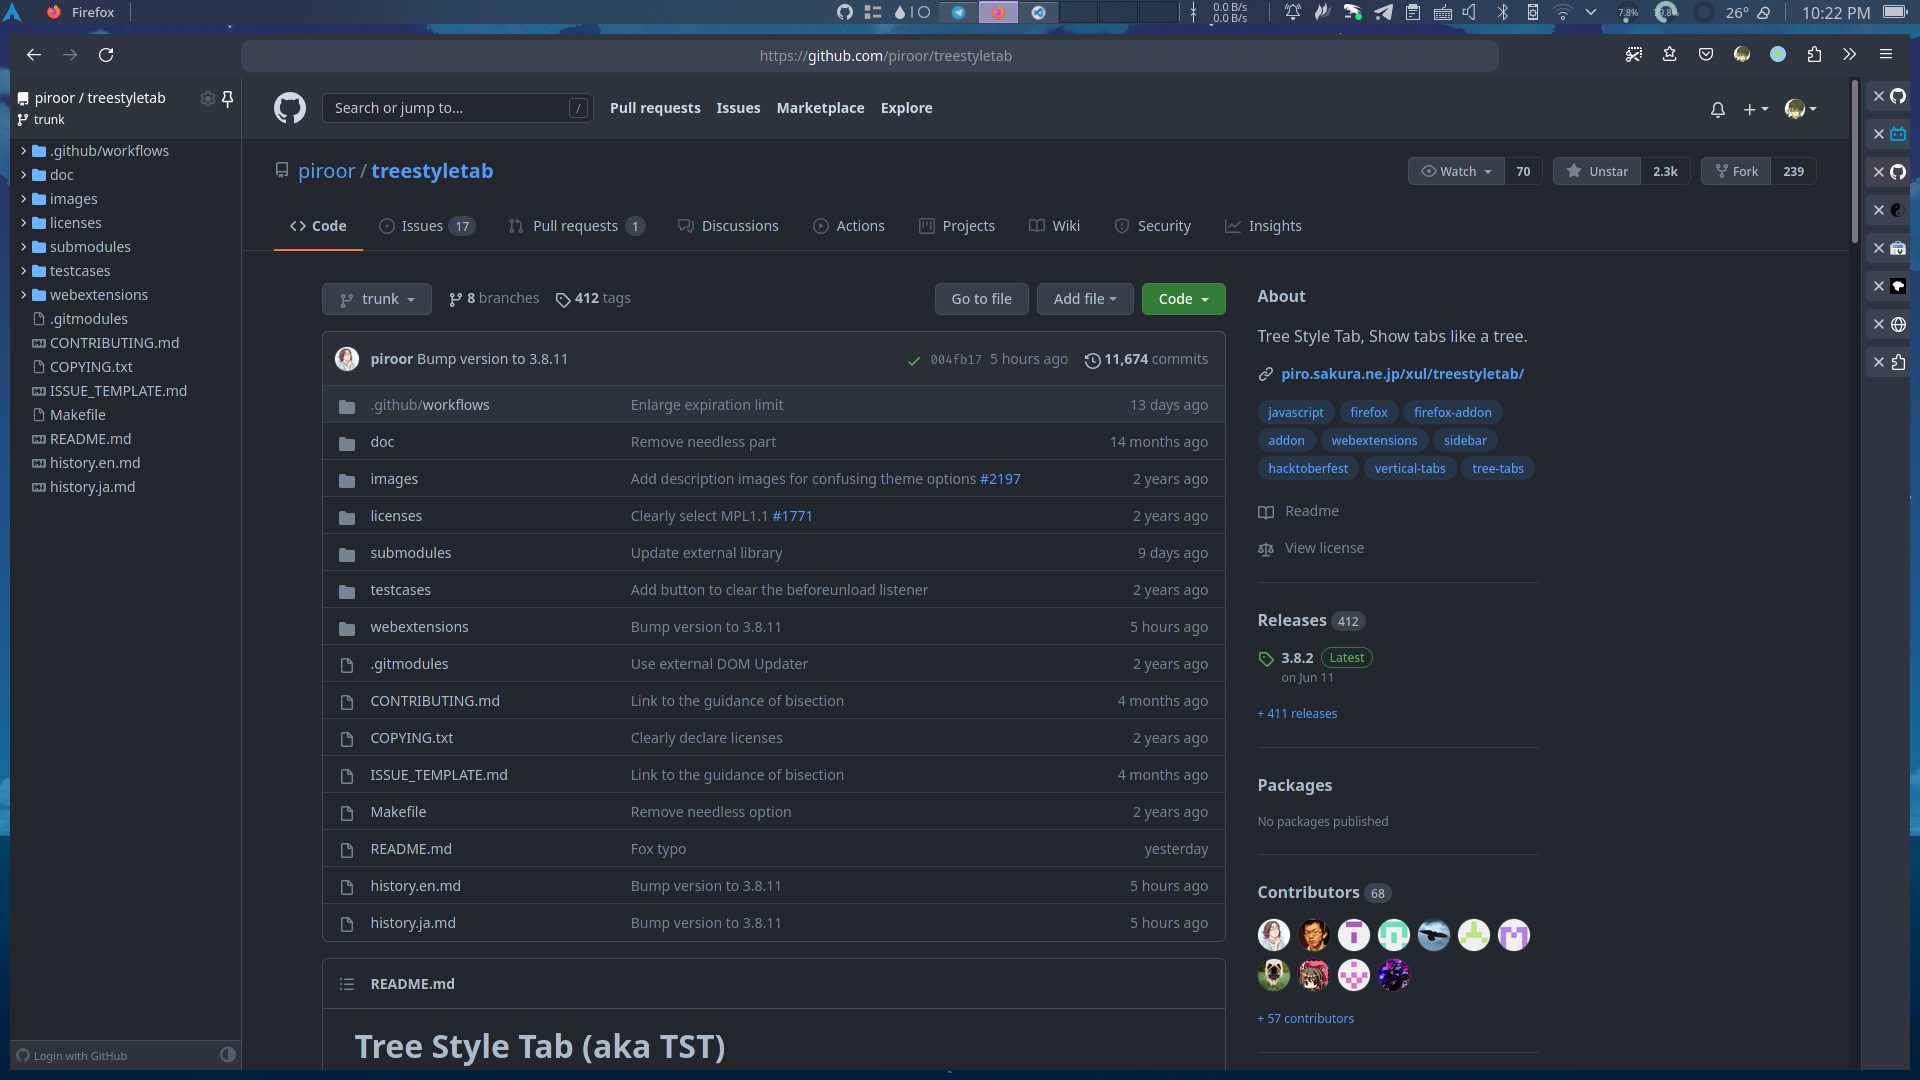 Firefox
0.0 B/s
0.0 B/s
7.8%
26°
10:22 PM
https://github.com/piroor/treestyletab
piroor / treestyletab
trunk
.github/workflows
doc
images
licenses
submodules
testcases
webextensions
.gitmodules
CONTRIBUTING.md
COPYING.txt
ISSUE_TEMPLATE.md
Makefile
README.md
history.en.md
history.ja.md
Login with GitHub
Search or jump to... /
Pull requests Issues Marketplace Explore
piroor / treestyletab
Watch 70 Unstar 2.3k Fork 239
Code Issues 17 Pull requests 1 Discussions Actions Projects Wiki Security Insights
trunk 8 branches 412 tags Go to file Add file Code
piroor Bump version to 3.8.11 004fb17 5 hours ago 11,674 commits
.github/workflows Enlarge expiration limit 13 days ago
doc Remove needless part 14 months ago
images Add description images for confusing theme options #2197 2 years ago
licenses Clearly select MPL1.1 #1771 2 years ago
submodules Update external library 9 days ago
testcases Add button to clear the beforeunload listener 2 years ago
webextensions Bump version to 3.8.11 5 hours ago
.gitmodules Use external DOM Updater 2 years ago
CONTRIBUTING.md Link to the guidance of bisection 4 months ago
COPYING.txt Clearly declare licenses 2 years ago
ISSUE_TEMPLATE.md Link to the guidance of bisection 4 months ago
Makefile Remove needless option 2 years ago
README.md Fox typo yesterday
history.en.md Bump version to 3.8.11 5 hours ago
history.ja.md Bump version to 3.8.11 5 hours ago
README.md
Tree Style Tab (aka TST)
About
Tree Style Tab, Show tabs like a tree.
piro.sakura.ne.jp/xul/treestyletab/
javascript firefox firefox-addon
addon webextensions sidebar
hacktoberfest vertical-tabs tree-tabs
Readme
View license
Releases 412
3.8.2 Latest
on Jun 11
+ 411 releases
Packages
No packages published
Contributors 68
+ 57 contributors